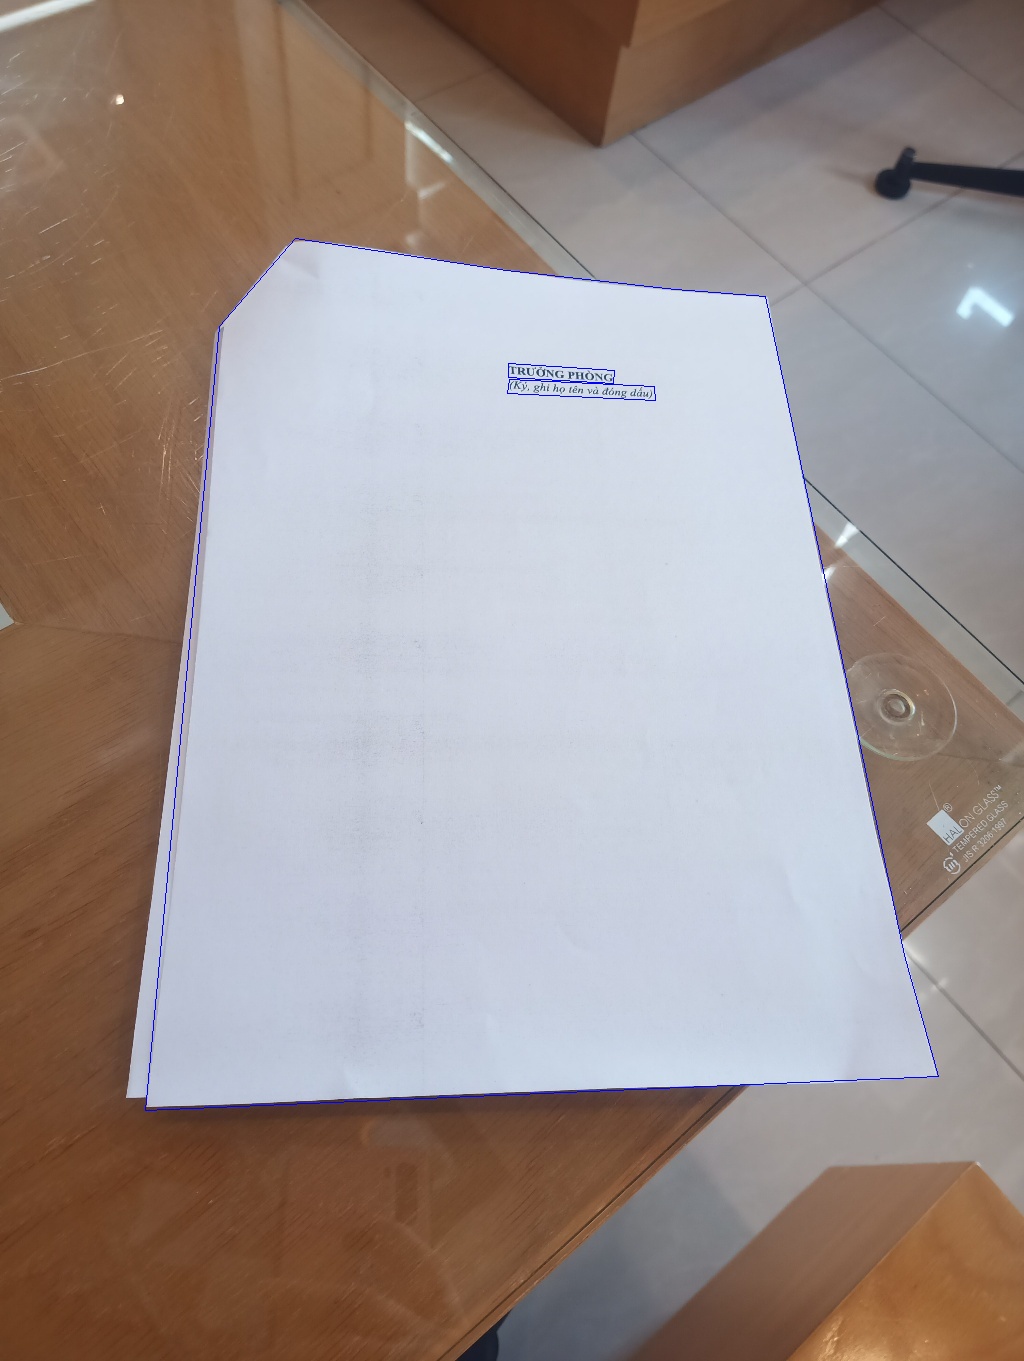 TRƯỞNG PHÒNG
(Ký, ghi họ tên và đóng dấu)
HALION GLASS™
®
TEMPERED GLASS
JIS R 3206:1997